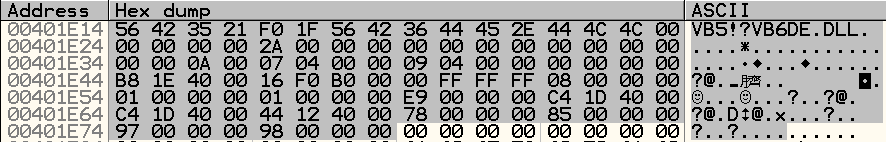 Address Hex dump ASCII
00401E14 56 42 35 21 F0 1F 56 42 36 44 45 2E 44 4C 4C 00 VB5!?VB6DE.DLL.
00401E24 00 00 00 00 2A 00 00 00 00 00 00 00 00 00 00 00 ....*...........
00401E34 00 00 0A 00 07 04 00 00 09 04 00 00 00 00 00 00 ......♦.....♦......
00401E44 B8 1E 40 00 16 F0 B0 00 00 FF FF FF 08 00 00 00 ?@.
00401E54 01 00 00 00 01 00 00 00 E9 00 00 00 C4 1D 40 00 ☺...☺...?..?@.
00401E64 C4 1D 40 00 44 12 40 00 78 00 00 00 85 00 00 00 ?@.D‡@.x...?..
00401E74 97 00 00 00 98 00 00 00 00 00 00 00 00 00 00 00 ?..?.......